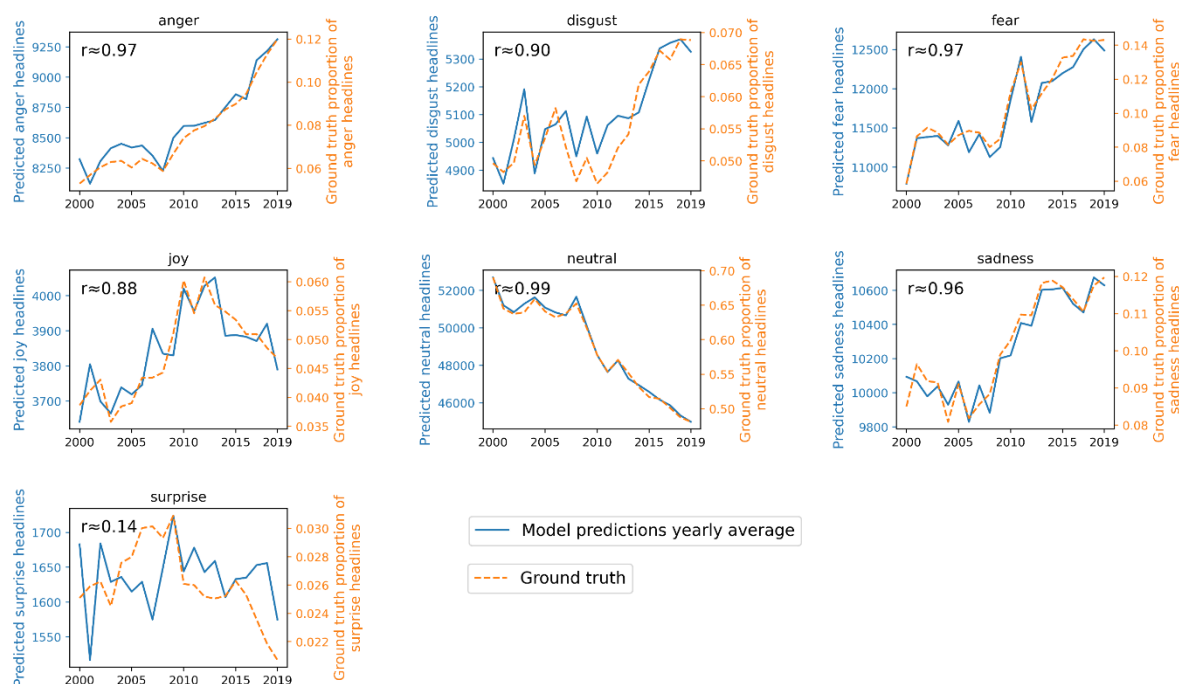 anger
Predicted anger headlines
r≈0.97
9250
9000
8750
8500
8250
0.12
0.10
0.08
0.06
Ground truth proportion of
anger headlines
2000 2005 2010 2015 2019
disgust
Predicted disgust headlines
r≈0.90
5300
5200
5100
5000
4900
0.070
0.065
0.060
0.055
0.050
Ground truth proportion of
disgust headlines
2000 2005 2010 2015 2019
fear
Predicted fear headlines
r≈0.97
12500
12000
11500
11000
0.14
0.12
0.10
0.08
0.06
Ground truth proportion of
fear headlines
2000 2005 2010 2015 2019
joy
Predicted joy headlines
r≈0.88
4000
3900
3800
3700
0.060
0.055
0.050
0.045
0.040
0.035
Ground truth proportion of
joy headlines
2000 2005 2010 2015 2019
neutral
Predicted neutral headlines
r≈0.99
52000
50000
48000
46000
0.70
0.65
0.60
0.55
0.50
Ground truth proportion of
neutral headlines
2000 2005 2010 2015 2019
sadness
Predicted sadness headlines
r≈0.96
10600
10400
10200
10000
9800
0.12
0.11
0.10
0.09
0.08
Ground truth proportion of
sadness headlines
2000 2005 2010 2015 2019
surprise
Predicted surprise headlines
r≈0.14
1700
1650
1600
1550
0.030
0.028
0.026
0.024
0.022
Ground truth proportion of
surprise headlines
2000 2005 2010 2015 2019
Model predictions yearly average
Ground truth